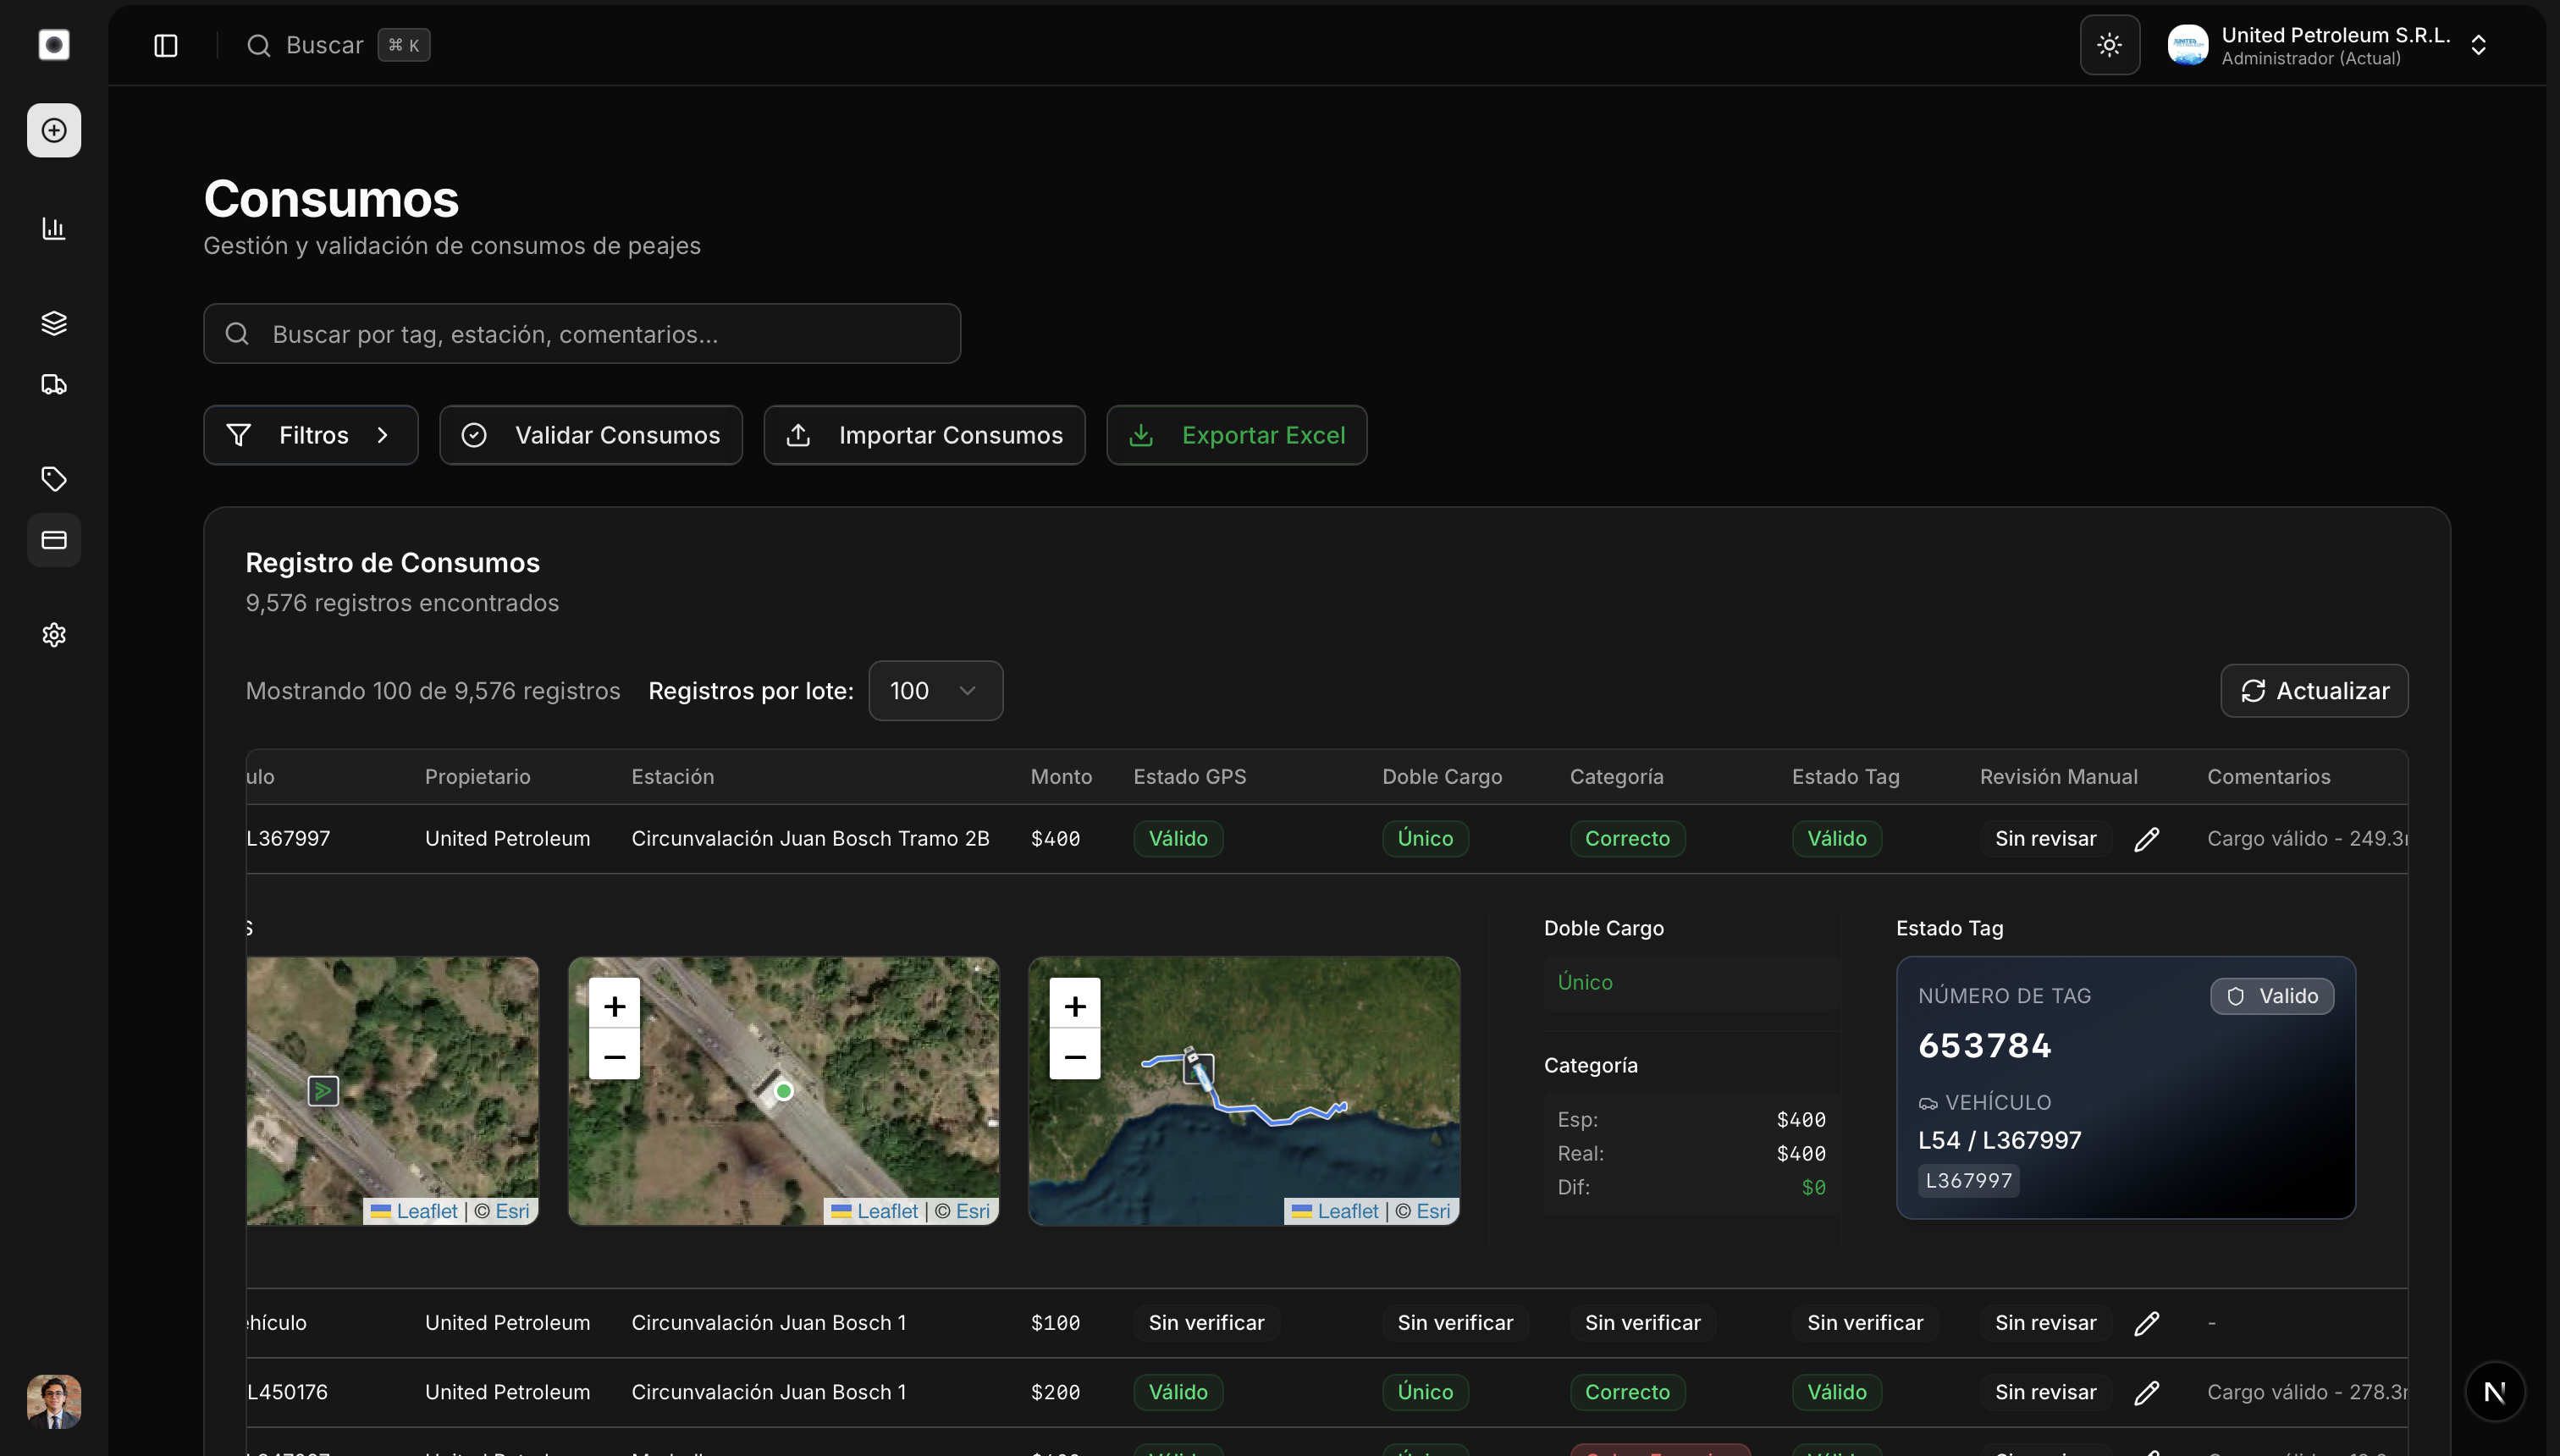 Buscar ⌘ K
United Petroleum S.R.L.
Administrador (Actual)
Consumos
Gestión y validación de consumos de peajes
Buscar por tag, estación, comentarios...
Filtros
Validar Consumos
Importar Consumos
Exportar Excel
Registro de Consumos
9,576 registros encontrados
Mostrando 100 de 9,576 registros
Registros por lote: 100
Actualizar
ulo Propietario Estación Monto Estado GPS Doble Cargo Categoría Estado Tag Revisión Manual Comentarios
L367997 United Petroleum Circunvalación Juan Bosch Tramo 2B $400 Válido Único Correcto Válido Sin revisar Cargo válido - 249.3
S
+
−
Leaflet | © Esri
Leaflet | © Esri
+
−
Leaflet | © Esri
Doble Cargo
Único
Categoría
Esp: $400
Real: $400
Dif: $0
Estado Tag
NÚMERO DE TAG
Valido
653784
VEHÍCULO
L54 / L367997
L367997
hículo United Petroleum Circunvalación Juan Bosch 1 $100 Sin verificar Sin verificar Sin verificar Sin verificar Sin revisar -
L450176 United Petroleum Circunvalación Juan Bosch 1 $200 Válido Único Correcto Válido Sin revisar Cargo válido - 278.3
N